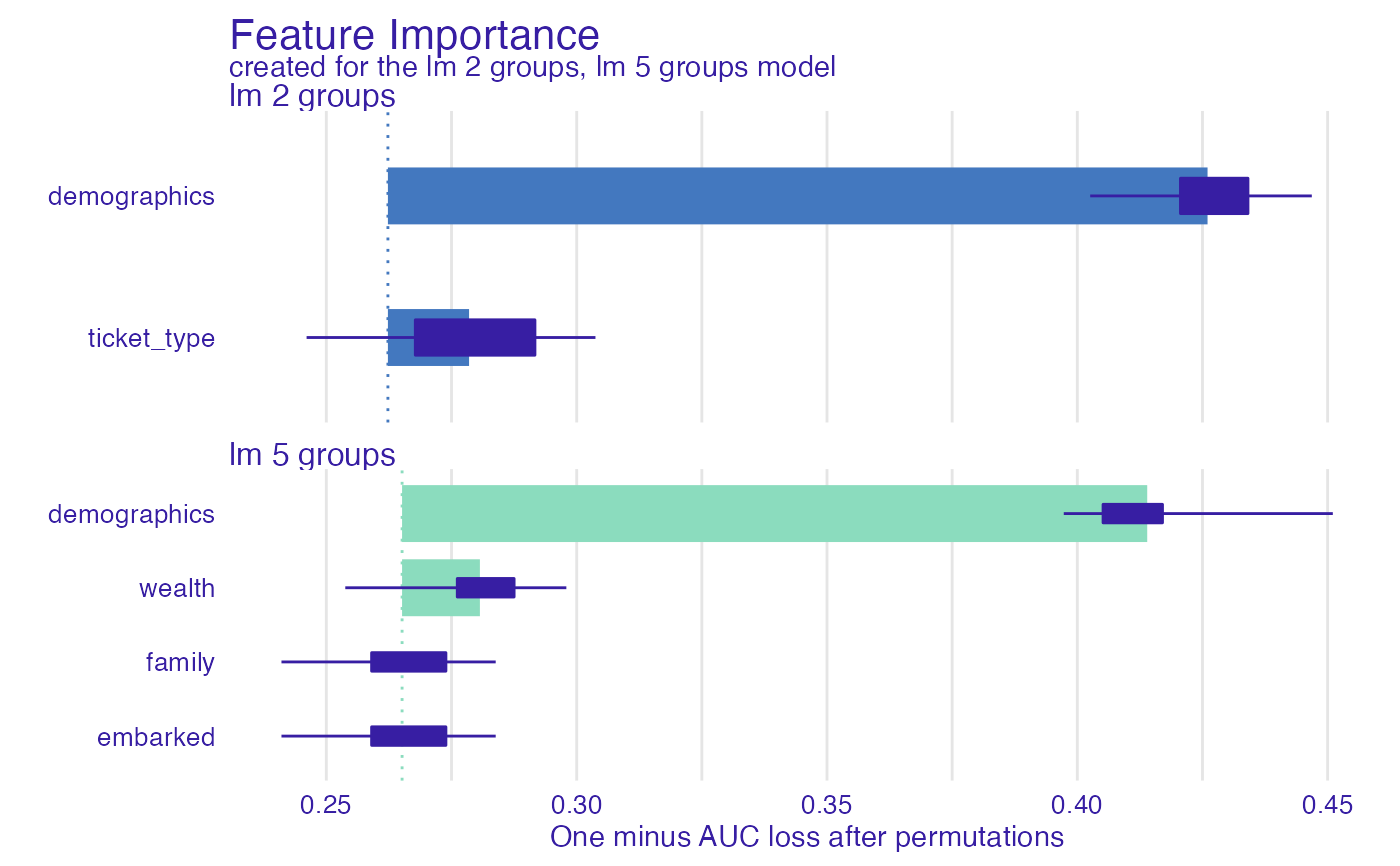 Feature Importance
created for the lm 2 groups, lm 5 groups model
lm 2 groups
demographics
ticket_type
lm 5 groups
demographics
wealth
family
embarked
0.25 0.30 0.35 0.40 0.45
One minus AUC loss after permutations